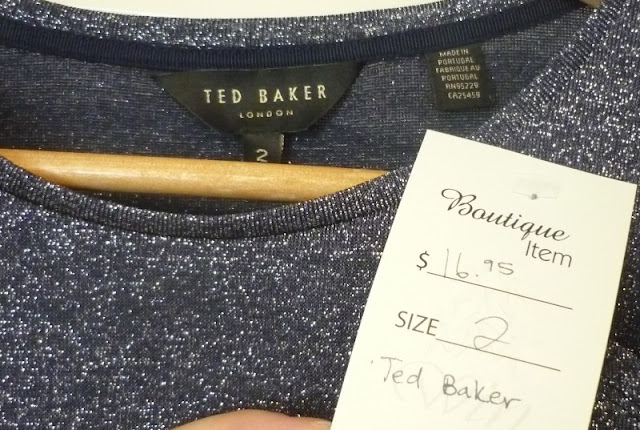 TED BAKER
LONDON
2
MADE IN
PORTUGAL
FABRIQUE AU
PORTUGAL
RN95229
CA25459
Boutique
Item
$ 16.95
SIZE 2
Ted Baker